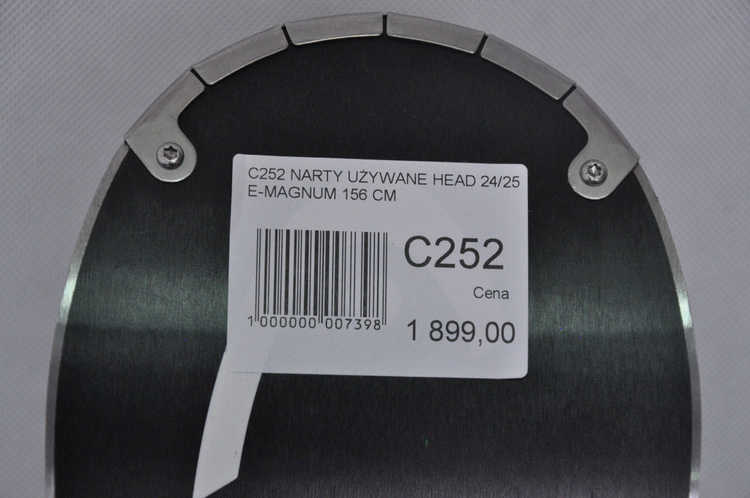 C252 NARTY UŻYWANE HEAD 24/25
E-MAGNUM 156 CM
C252
Cena
1 899,00
1 000000 007398